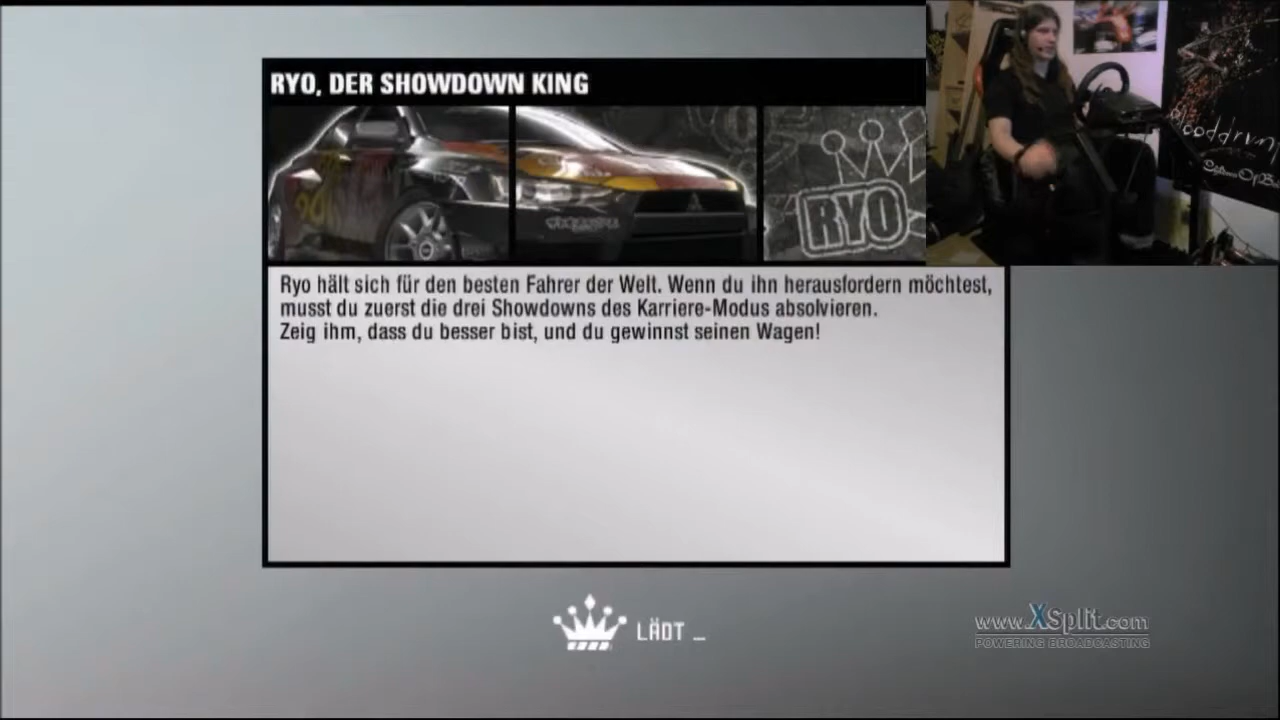 RYO, DER SHOWDOWN KING
RYO
Ryo hält sich für den besten Fahrer der Welt. Wenn du ihn herausfordern möchtest,
musst du zuerst die drei Showdowns des Karriere-Modus absolvieren.
Zeig ihm, dass du besser bist, und du gewinnst seinen Wagen!
LÄDT _
www.XSplit.com
POWERING BROADCASTING